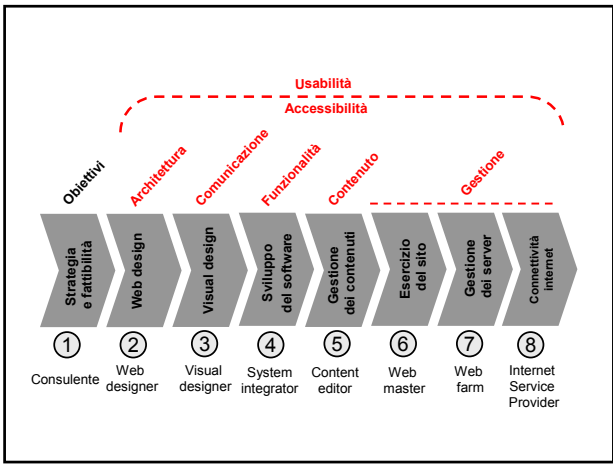 Usabilità
Accessibilità
Obiettivi
Architettura
Comunicazione
Funzionalità
Contenuto
Gestione
Strategia
e fattibilità
Web design
Visual design
Sviluppo
del software
Gestione
dei contenuti
Esercizio
del sito
Gestione
dei server
Connettività
internet
1
2
3
4
5
6
7
8
Consulente
Web
designer
Visual
designer
System
integrator
Content
editor
Web
master
Web
farm
Internet
Service
Provider